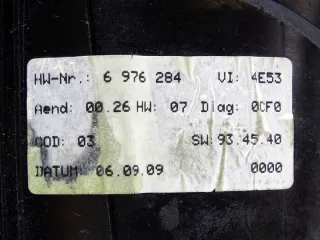 HW-Nr.: 6 976 284 VI: 4E53
Aend: 00.26 HW: 07 Diag: 0CF0
COD: 03 SW:93.45.40
DATUM: 06.09.09 0000